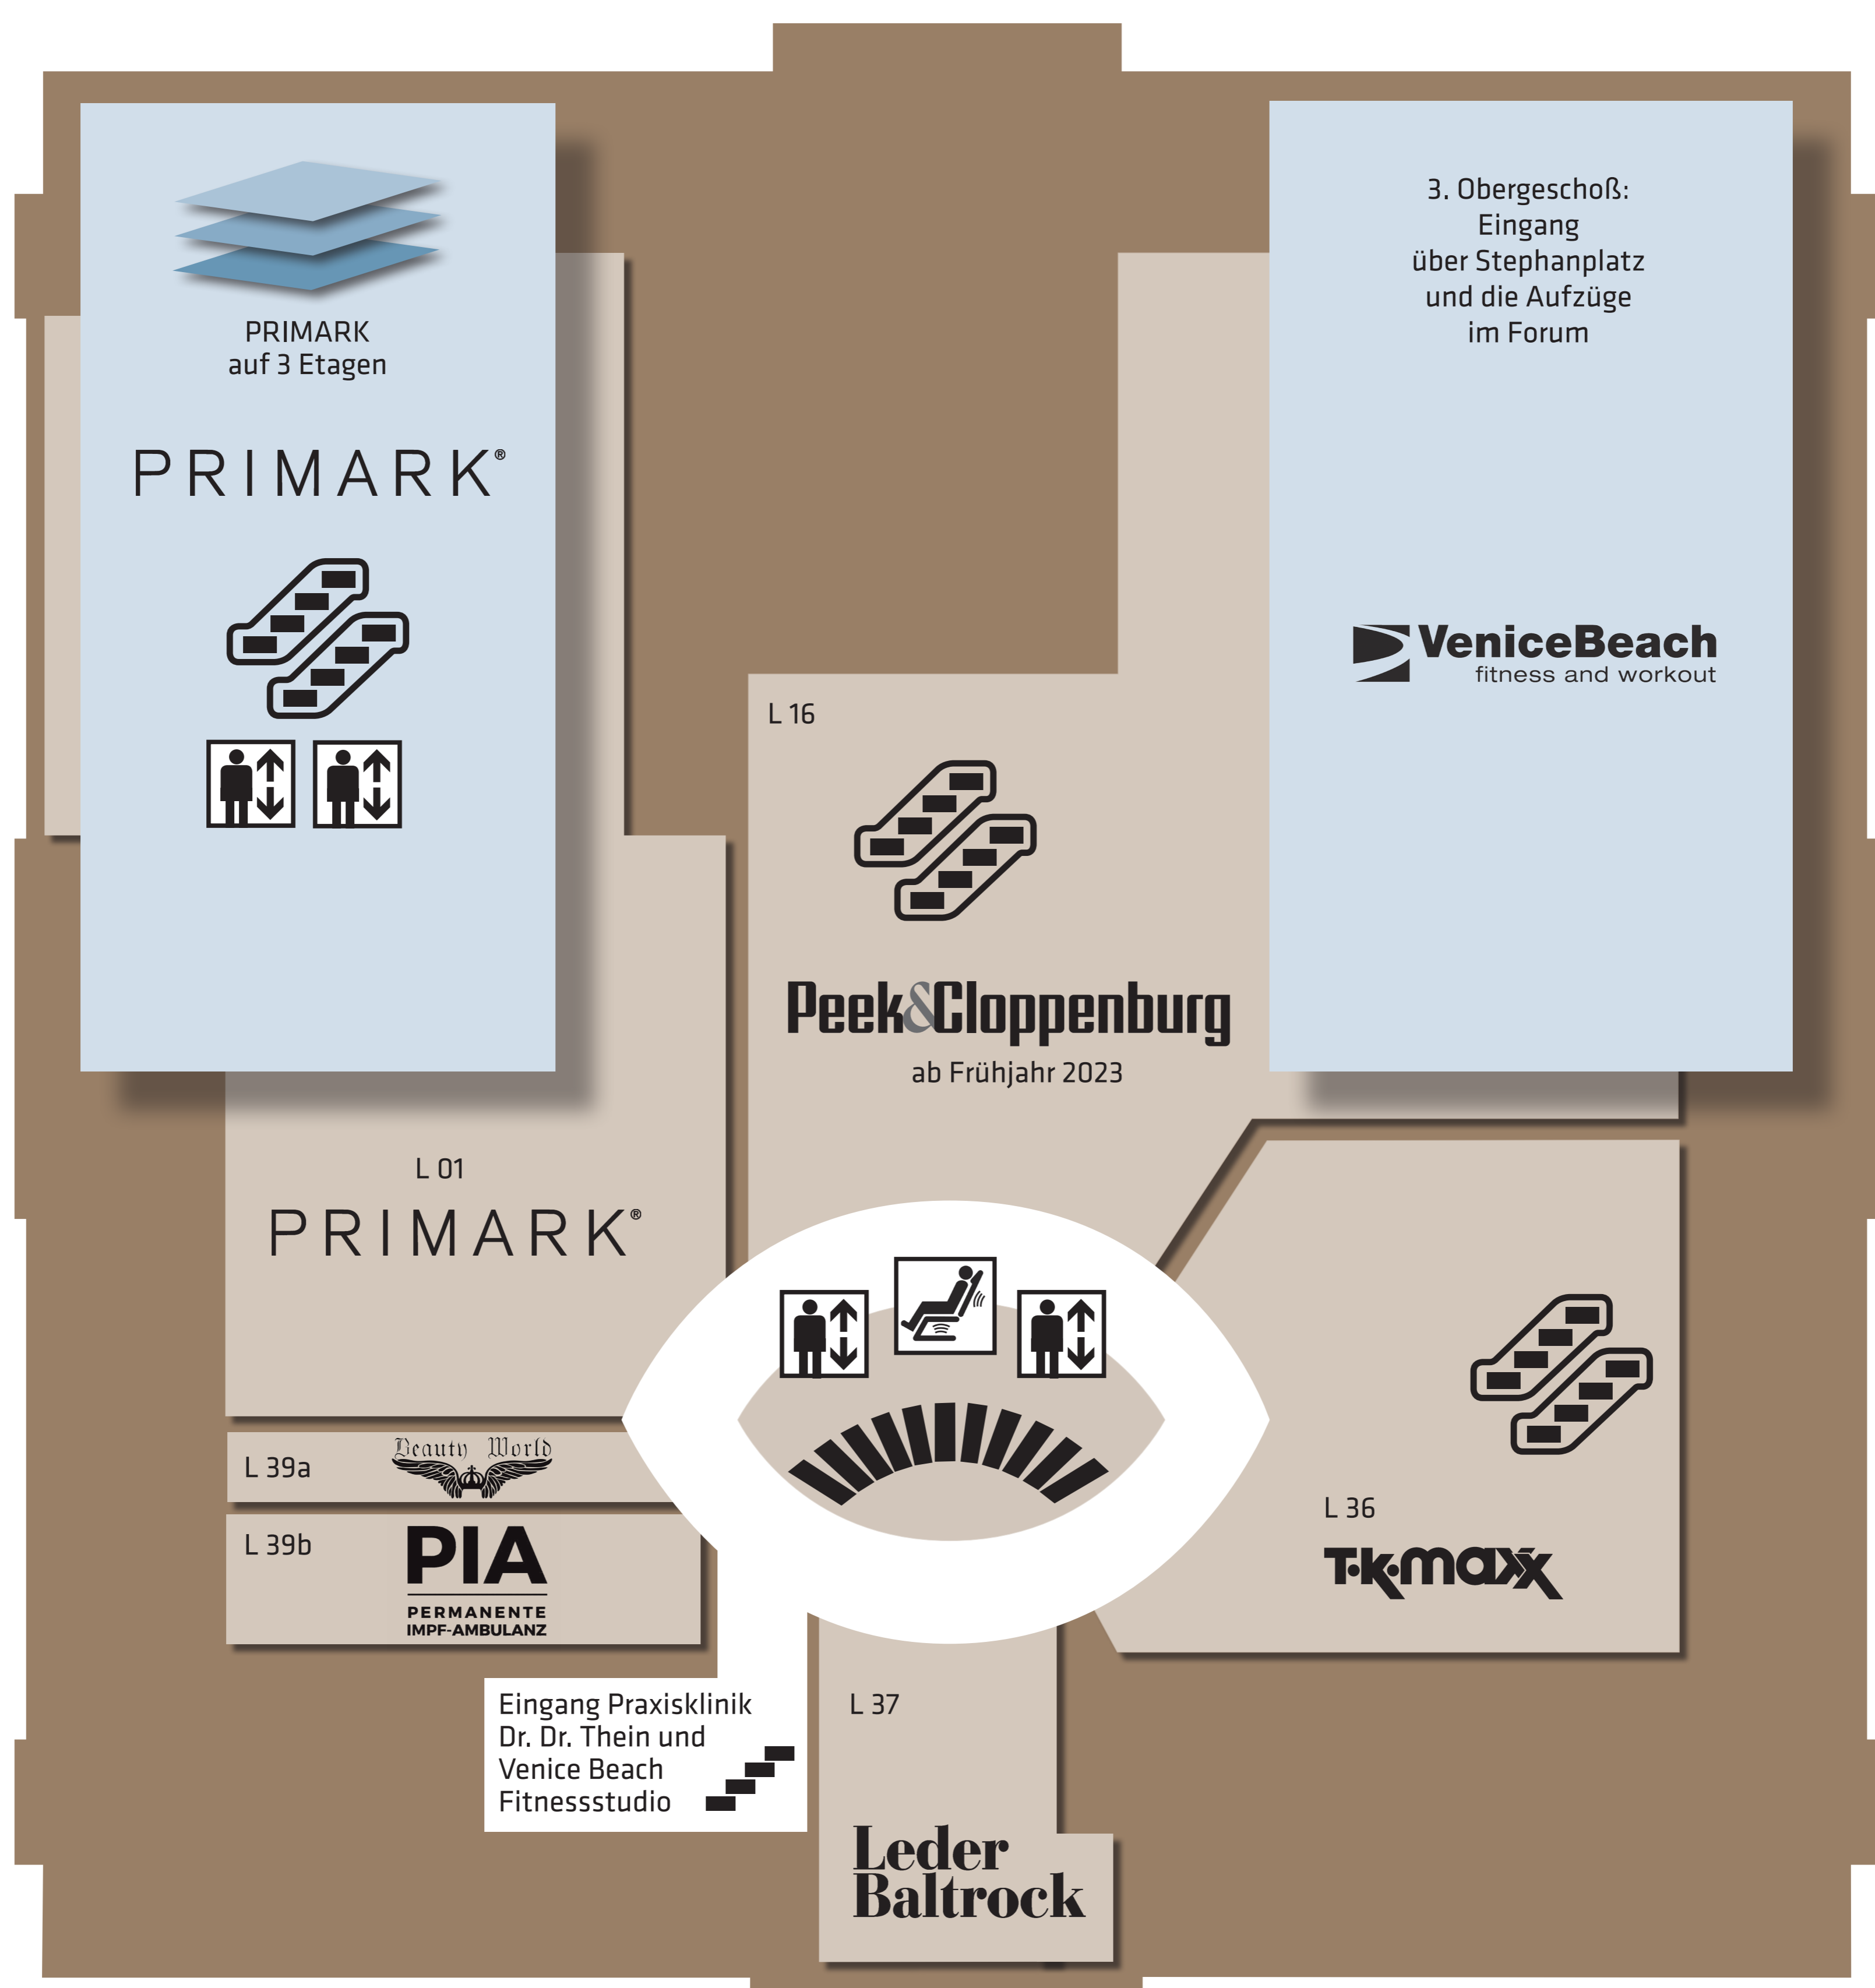 PRIMARK
auf 3 Etagen
PRIMARK®
3. Obergeschoß:
Eingang
über Stephanplatz
und die Aufzüge
im Forum
VeniceBeach
fitness and workout
L 16
Peek&Cloppenburg
ab Frühjahr 2023
L 01
PRIMARK®
L 39a
Beauty World
L 39b
PIA
PERMANENTE
IMPF-AMBULANZ
L 36
T·K·maxx
Eingang Praxisklinik
Dr. Dr. Thein und
Venice Beach
Fitnessstudio
L 37
Leder
Baltrock